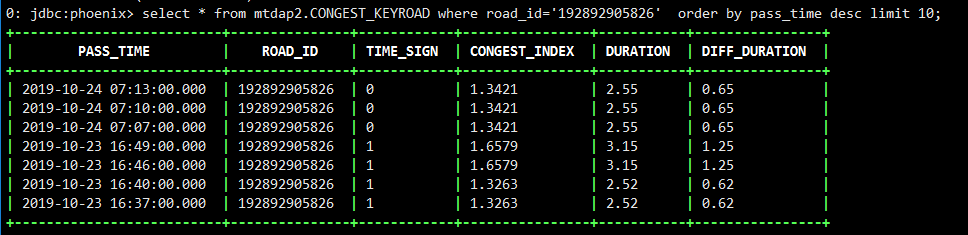 0: jdbc:phoenix> select * from mtdap2.CONGEST_KEYROAD where road_id='192892905826'  order by pass_time desc limit 10;
+------------------------+--------------+-----------+---------------+----------+---------------+
|       PASS_TIME        |   ROAD_ID    | TIME_SIGN | CONGEST_INDEX | DURATION | DIFF_DURATION |
+------------------------+--------------+-----------+---------------+----------+---------------+
| 2019-10-24 07:13:00.000 | 192892905826 | 0 | 1.3421 | 2.55 | 0.65 |
| 2019-10-24 07:10:00.000 | 192892905826 | 0 | 1.3421 | 2.55 | 0.65 |
| 2019-10-24 07:07:00.000 | 192892905826 | 0 | 1.3421 | 2.55 | 0.65 |
| 2019-10-23 16:49:00.000 | 192892905826 | 1 | 1.6579 | 3.15 | 1.25 |
| 2019-10-23 16:46:00.000 | 192892905826 | 1 | 1.6579 | 3.15 | 1.25 |
| 2019-10-23 16:40:00.000 | 192892905826 | 1 | 1.3263 | 2.52 | 0.62 |
| 2019-10-23 16:37:00.000 | 192892905826 | 1 | 1.3263 | 2.52 | 0.62 |
+------------------------+--------------+-----------+---------------+----------+---------------+